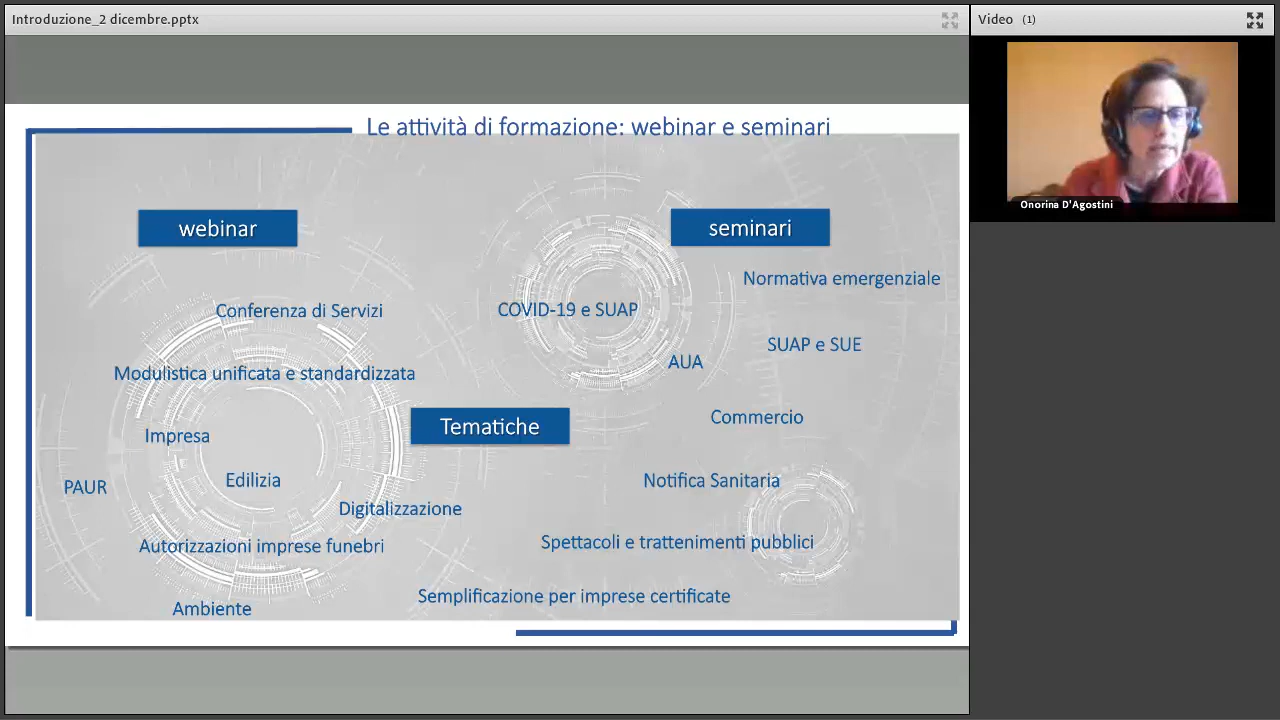 Introduzione_2 dicembre.pptx
Video (1)
Onorina D'Agostini
Le attività di formazione: webinar e seminari
webinar
seminari
Normativa emergenziale
Conferenza di Servizi
COVID-19 e SUAP
SUAP e SUE
AUA
Modulistica unificata e standardizzata
Commercio
Tematiche
Impresa
Edilizia
Notifica Sanitaria
PAUR
Digitalizzazione
Autorizzazioni imprese funebri
Spettacoli e trattenimenti pubblici
Semplificazione per imprese certificate
Ambiente